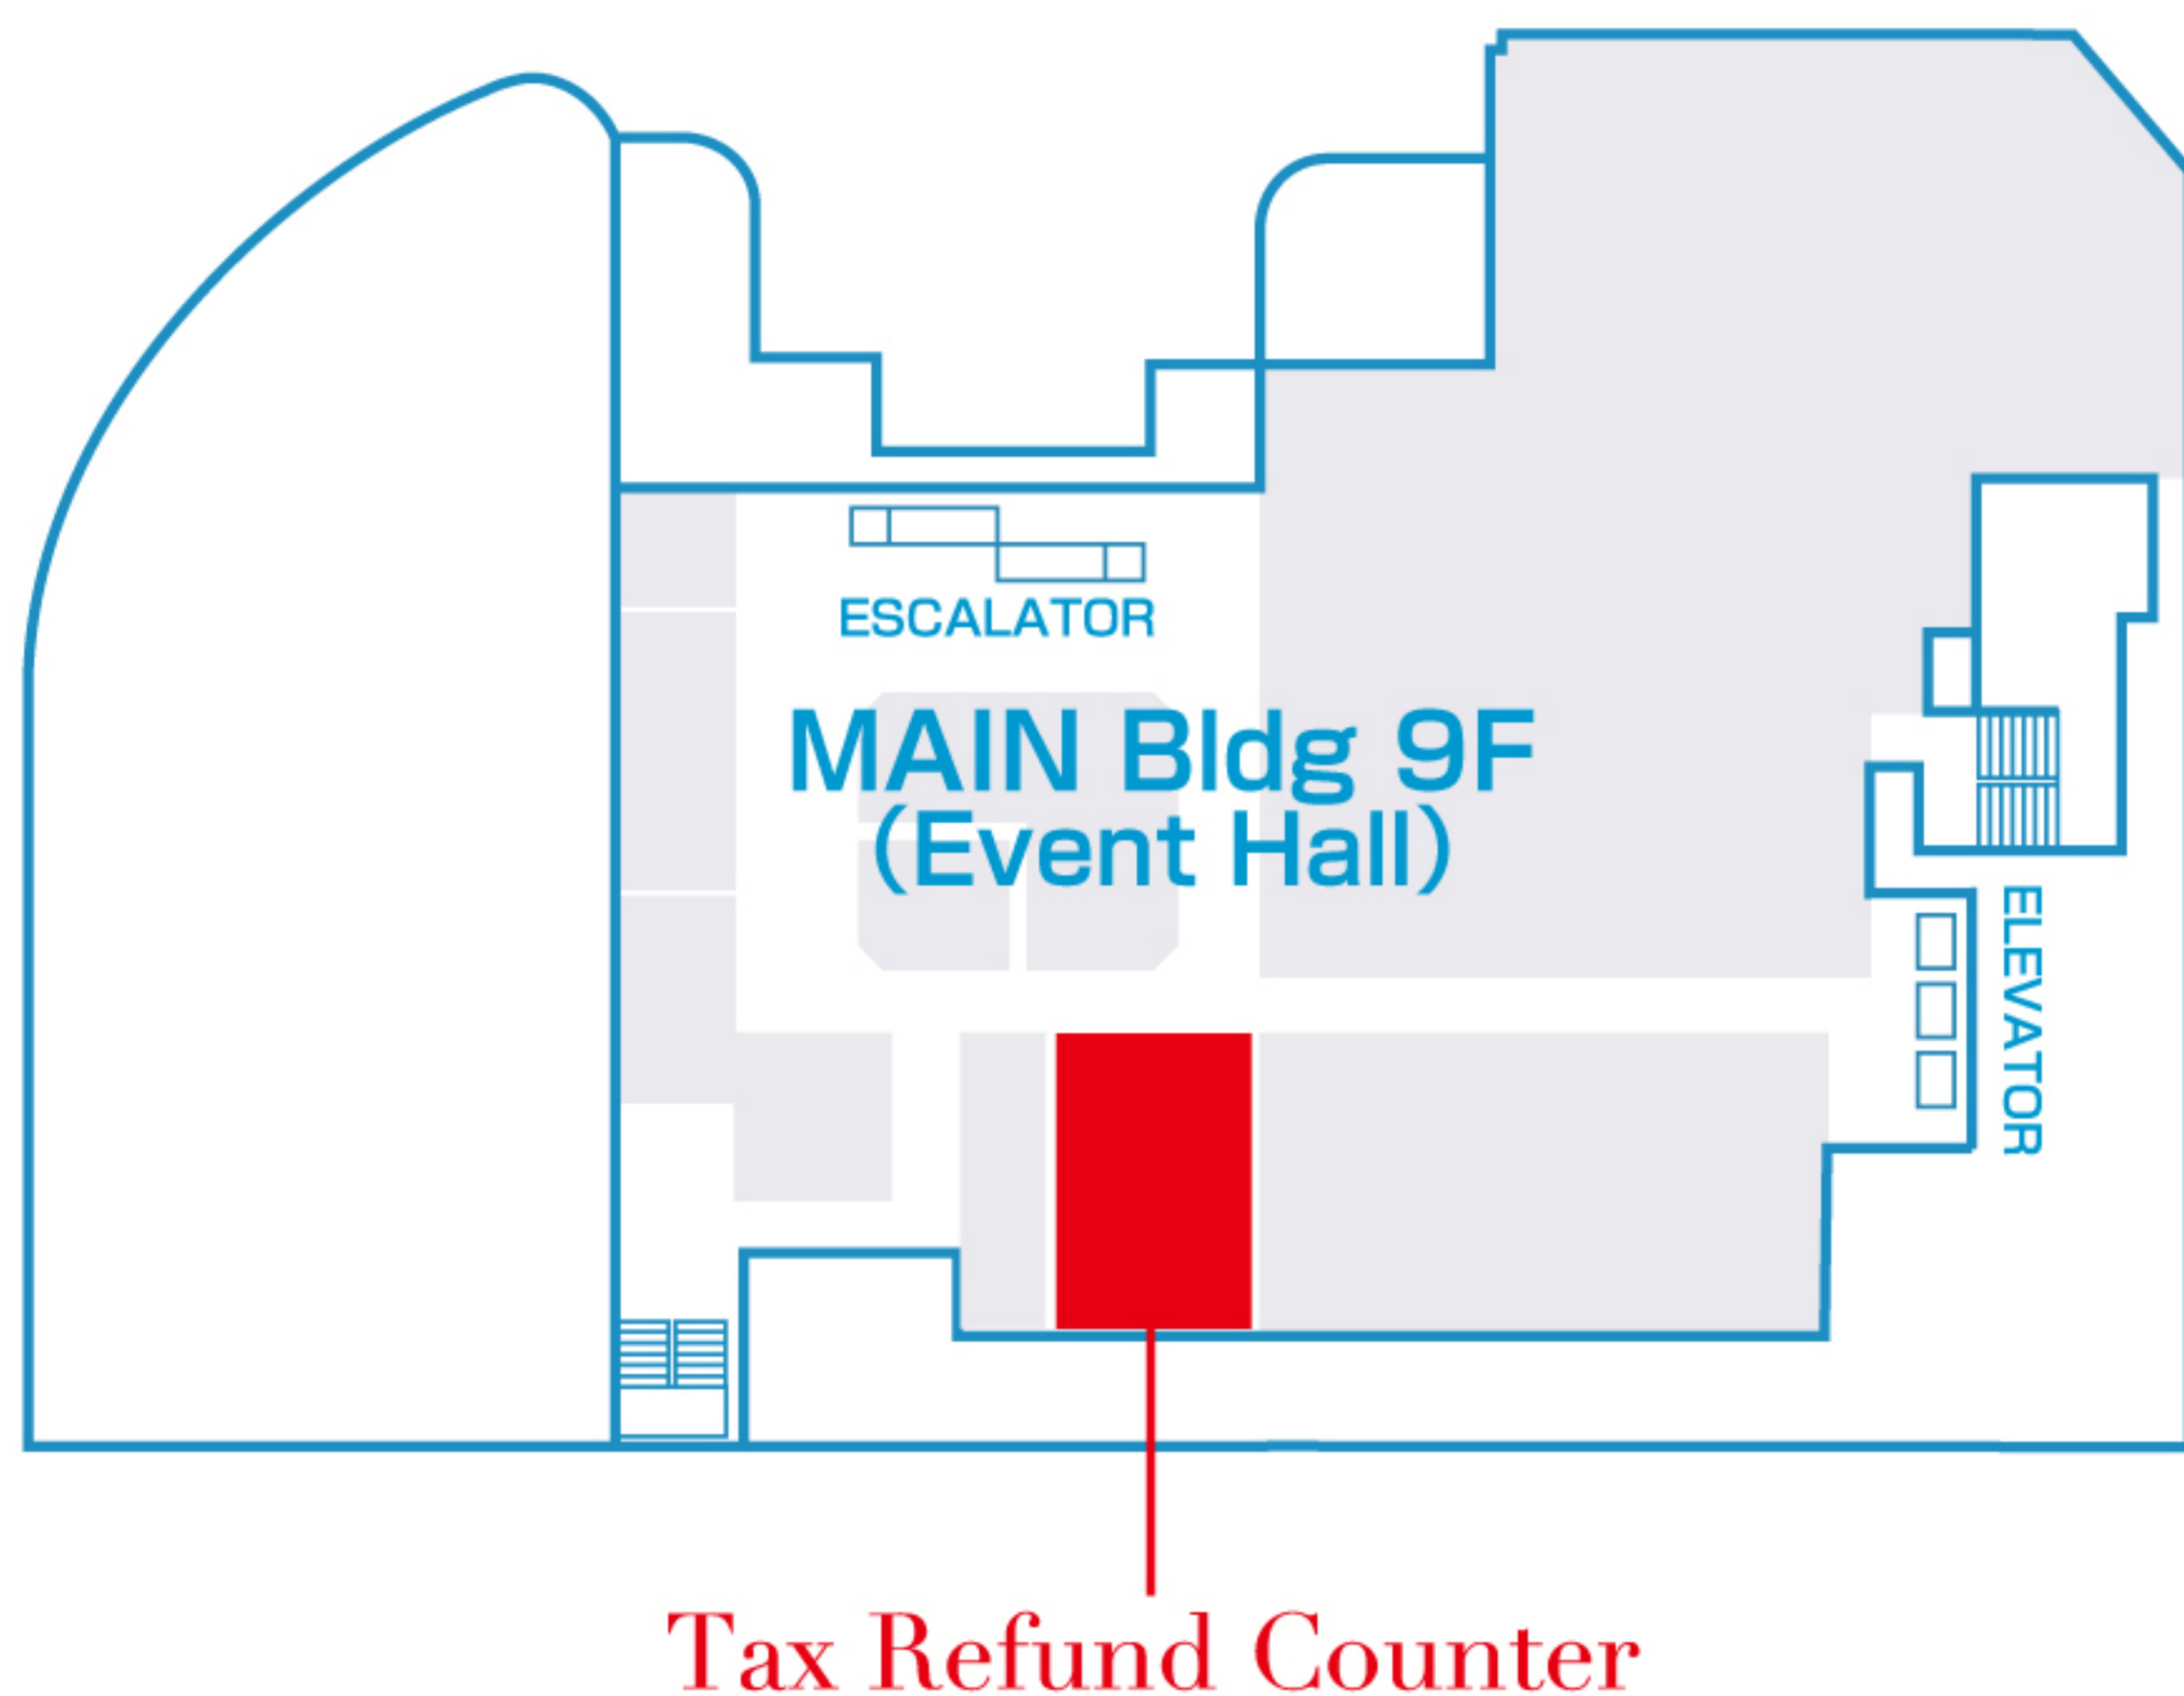 ESCALATOR
MAIN Bldg 9F
(Event Hall)
ELEVATOR
Tax Refund Counter